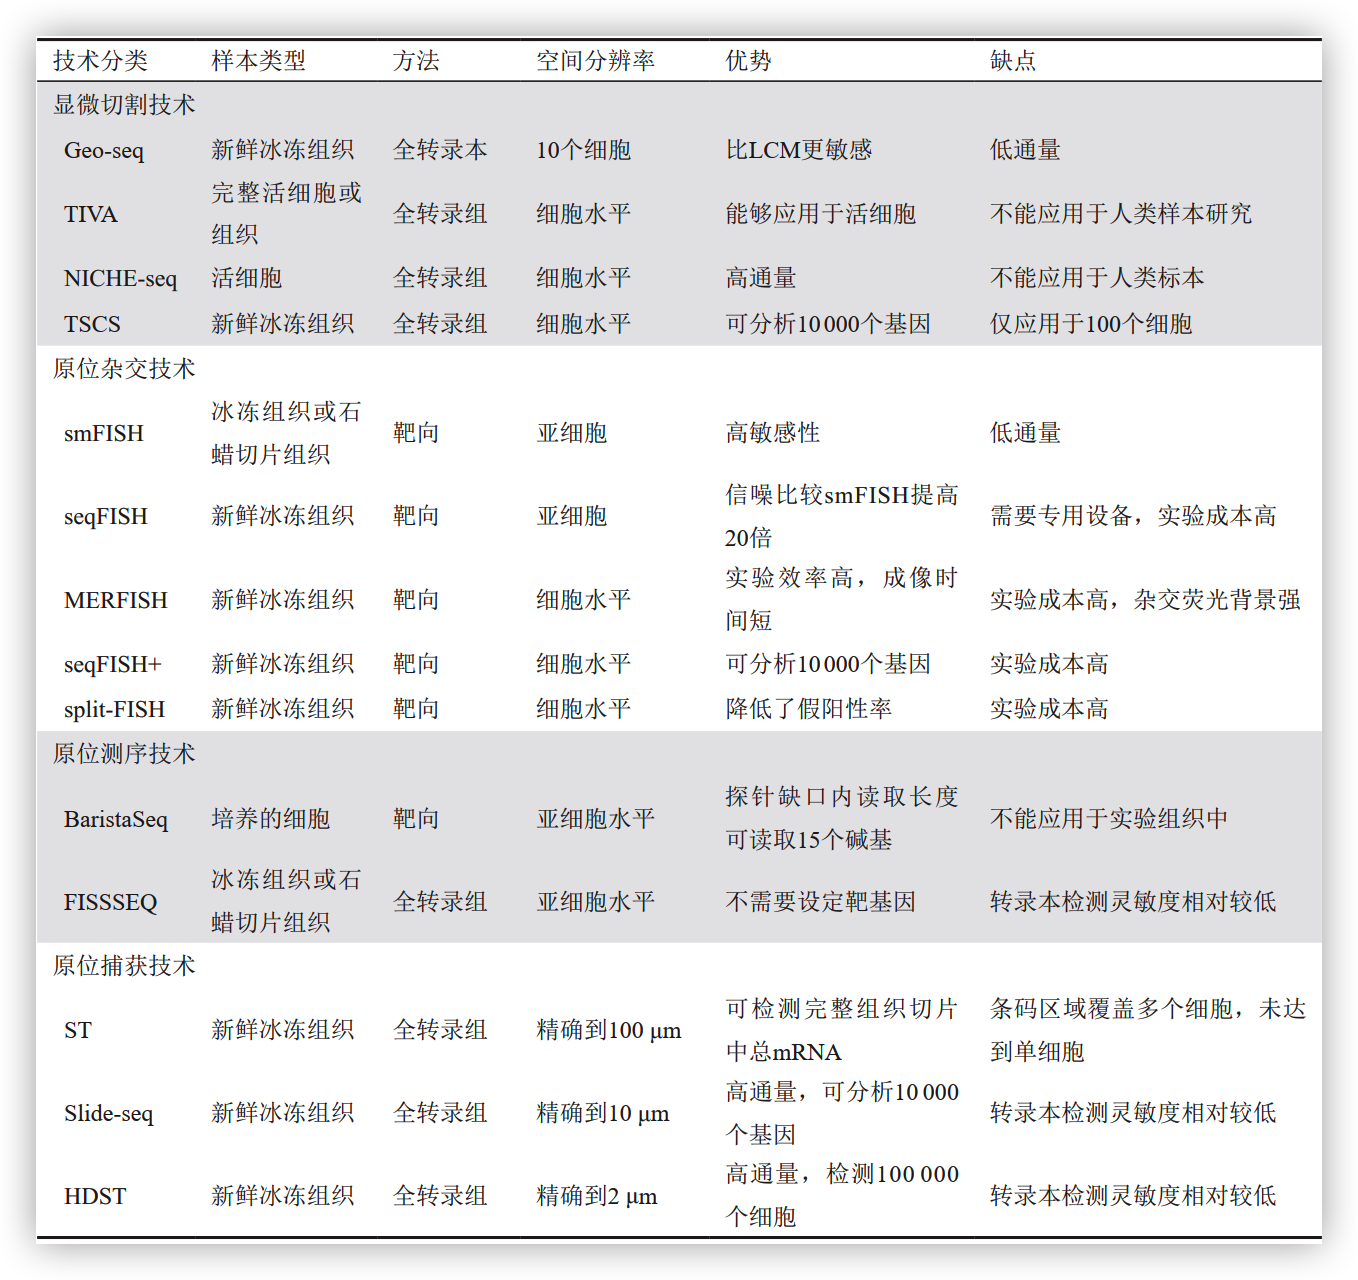 技术分类 样本类型 方法 空间分辨率 优势 缺点
显微切割技术
Geo-seq 新鲜冰冻组织 全转录本 10个细胞 比LCM更敏感 低通量
TIVA 完整活细胞或组织 全转录组 细胞水平 能够应用于活细胞 不能应用于人类样本研究
NICHE-seq 活细胞 全转录组 细胞水平 高通量 不能应用于人类标本
TSCS 新鲜冰冻组织 全转录组 细胞水平 可分析10 000个基因 仅应用于100个细胞
原位杂交技术
smFISH 冰冻组织或石蜡切片组织 靶向 亚细胞 高敏感性 低通量
seqFISH 新鲜冰冻组织 靶向 亚细胞 信噪比较smFISH提高20倍 需要专用设备，实验成本高
MERFISH 新鲜冰冻组织 靶向 细胞水平 实验效率高，成像时间短 实验成本高，杂交荧光背景强
seqFISH+ 新鲜冰冻组织 靶向 细胞水平 可分析10 000个基因 实验成本高
split-FISH 新鲜冰冻组织 靶向 细胞水平 降低了假阳性率 实验成本高
原位测序技术
BaristaSeq 培养的细胞 靶向 亚细胞水平 探针缺口内读取长度可读取15个碱基 不能应用于实验组织中
FISSSEQ 冰冻组织或石蜡切片组织 全转录组 亚细胞水平 不需要设定靶基因 转录本检测灵敏度相对较低
原位捕获技术
ST 新鲜冰冻组织 全转录组 精确到100 μm 可检测完整组织切片中总mRNA 条码区域覆盖多个细胞，未达到单细胞
Slide-seq 新鲜冰冻组织 全转录组 精确到10 μm 高通量，可分析10 000个基因 转录本检测灵敏度相对较低
HDST 新鲜冰冻组织 全转录组 精确到2 μm 高通量，检测100 000个细胞 转录本检测灵敏度相对较低